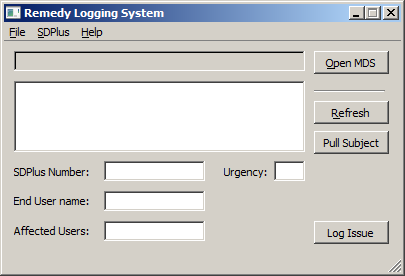 Remedy Logging System
File SDPlus Help
Open MDS
Refresh
Pull Subject
SDPlus Number: Urgency:
End User name:
Affected Users:
Log Issue